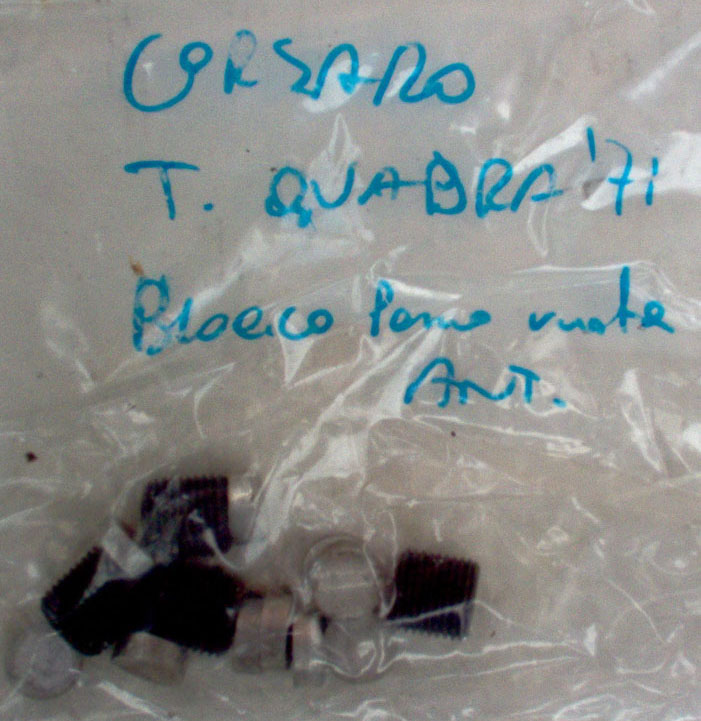 CORSARO
T. QUADRA '71
Blocco Perno ruota
ANT.